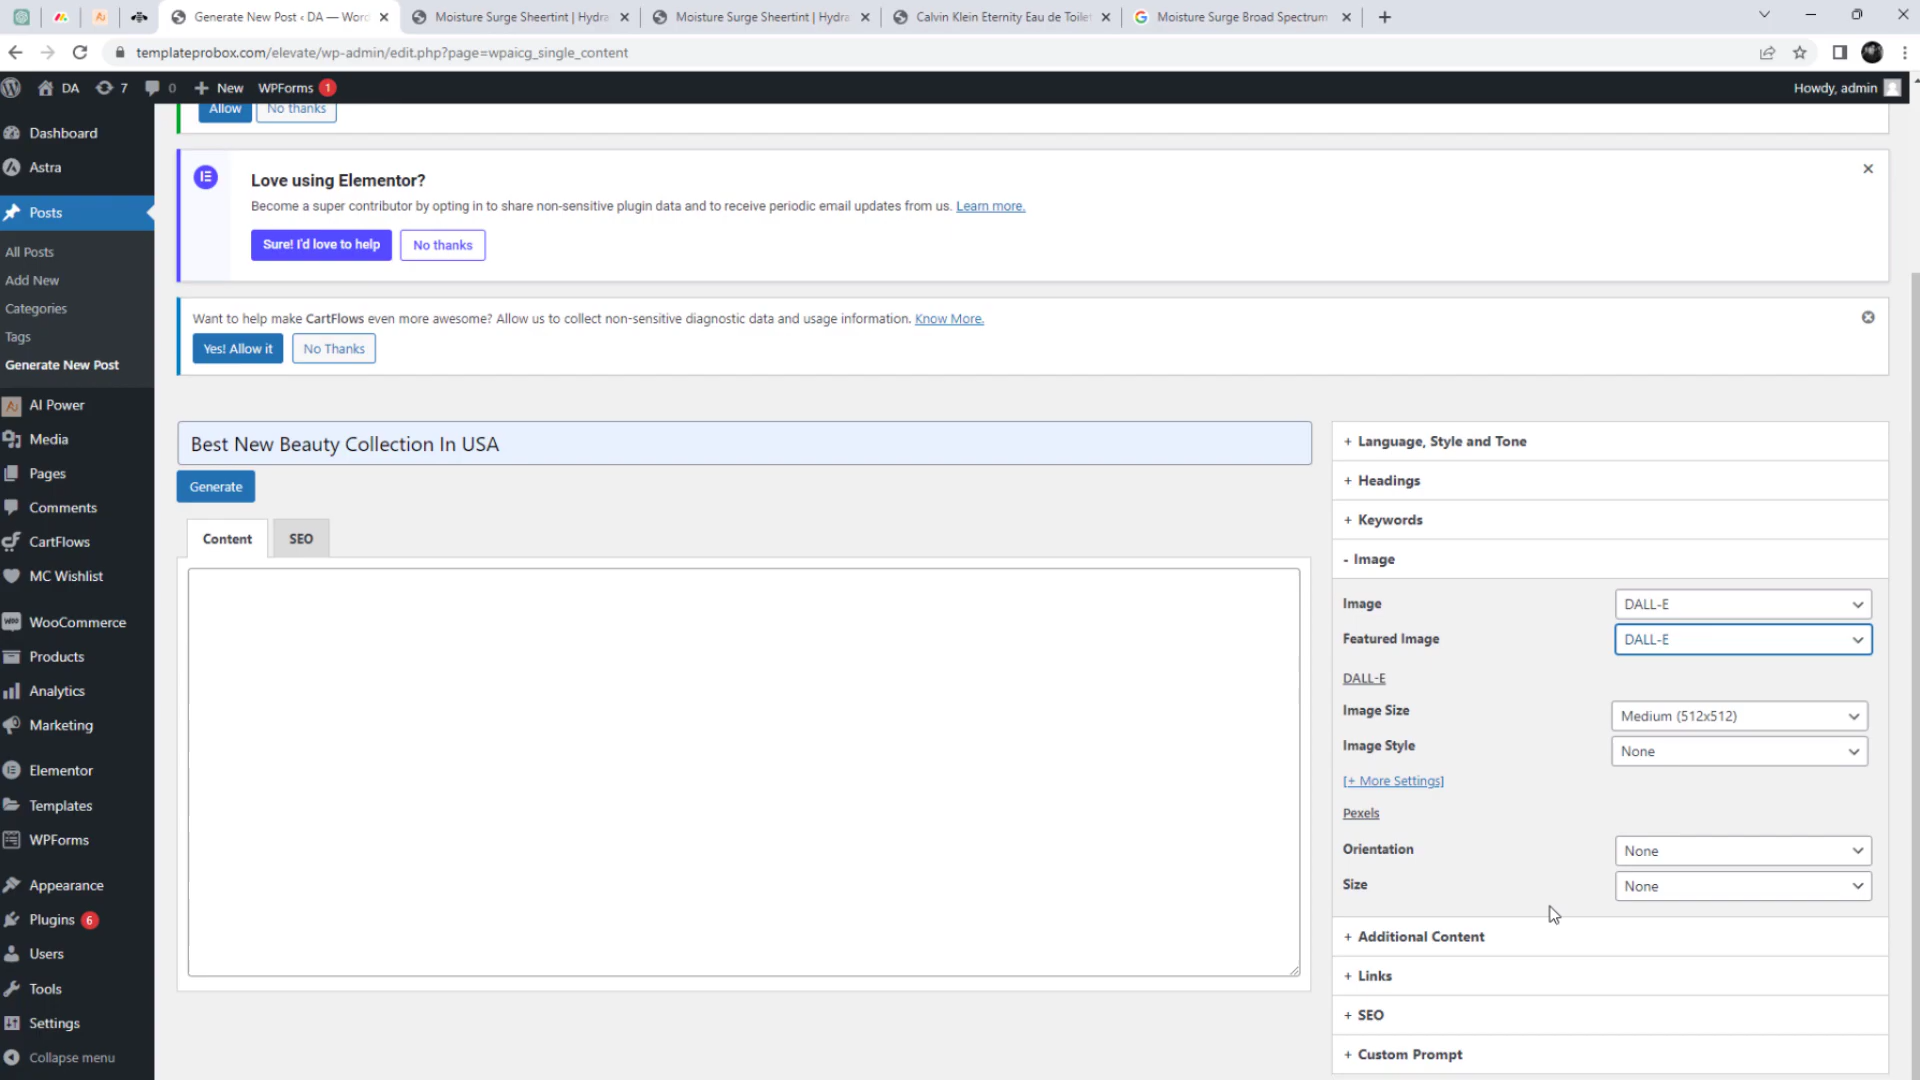 Generate New Post ‹ DA — Word
Moisture Surge Sheertint | Hydra
Moisture Surge Sheertint | Hydra
Calvin Klein Eternity Eau de Toilet
Moisture Surge Broad Spectrum
templateprobox.com/elevate/wp-admin/edit.php?page=wpaicg_single_content
DA
7
0
New
WPForms 1
Howdy, admin
Dashboard
Astra
Posts
All Posts
Add New
Categories
Tags
Generate New Post
AI Power
Media
Pages
Comments
CartFlows
MC Wishlist
WooCommerce
Products
Analytics
Marketing
Elementor
Templates
WPForms
Appearance
Plugins 6
Users
Tools
Settings
Collapse menu
Allow
No thanks
Love using Elementor?
Become a super contributor by opting in to share non-sensitive plugin data and to receive periodic email updates from us. Learn more.
Sure! I'd love to help
No thanks
Want to help make CartFlows even more awesome? Allow us to collect non-sensitive diagnostic data and usage information. Know More.
Yes! Allow it
No Thanks
Best New Beauty Collection In USA
Generate
Content
SEO
+ Language, Style and Tone
+ Headings
+ Keywords
- Image
Image
DALL-E
Featured Image
DALL-E
DALL-E
Image Size
Medium (512x512)
Image Style
None
[+ More Settings]
Pexels
Orientation
None
Size
None
+ Additional Content
+ Links
+ SEO
+ Custom Prompt